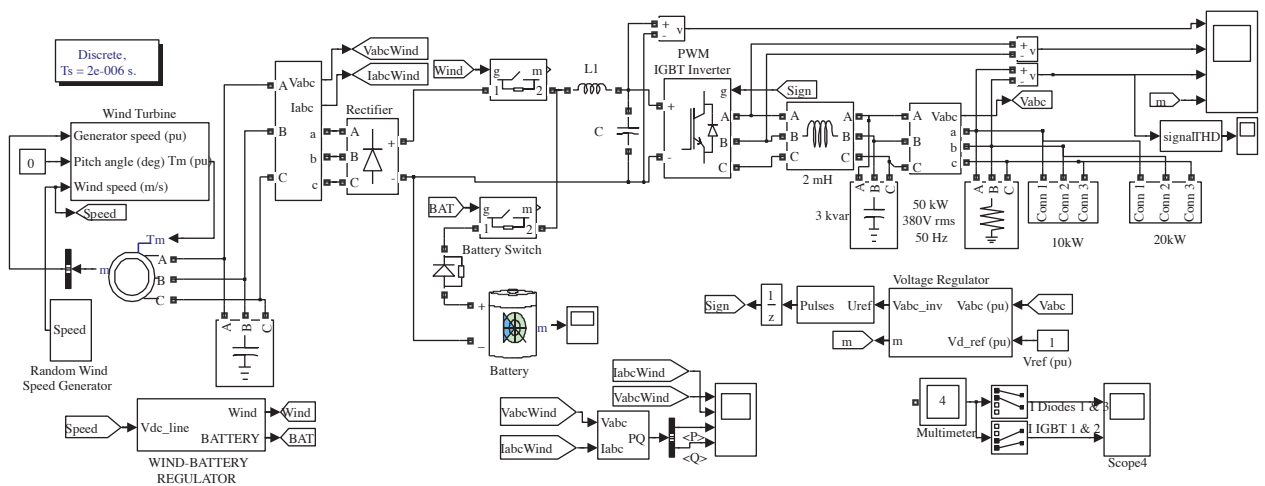 Discrete,
Ts = 2e-006 s.
Wind Turbine
Generator speed (pu)
Pitch angle (deg) Tm (pu)
Wind speed (m/s)
0
Speed
Tm
m
A
B
C
Speed
Random Wind
Speed Generator
A
B
C
A
B
C
Vabc
Iabc
a
b
c
VabcWind
IabcWind
Rectifier
A
B
C
+
-
Wind
g
m
1
2
L1
C
BAT
g
m
1
2
Battery Switch
+
_
m
Battery
+
-
v
PWM
IGBT Inverter
+
-
g
A
B
C
Sign
A
B
C
A
B
C
2 mH
A
B
C
3 kvar
A
B
C
Vabc
a
b
c
50 kW
380V rms
50 Hz
A
B
C
+
-
v
+
-
v
Vabc
m
signalTHD
Conn 1
Conn 2
Conn 3
10kW
Conn 1
Conn 2
Conn 3
20kW
Voltage Regulator
Sign
1
z
Pulses
Uref
Vabc_inv
Vabc (pu)
Vabc
m
m
Vd_ref (pu)
1
Vref (pu)
Speed
Vdc_line
Wind
BATTERY
Wind
BAT
WIND-BATTERY
REGULATOR
IabcWind
VabcWind
VabcWind
IabcWind
Vabc
Iabc
PQ
<P>
<Q>
4
Multimeter
I Diodes 1 & 3
I IGBT 1 & 2
Scope4